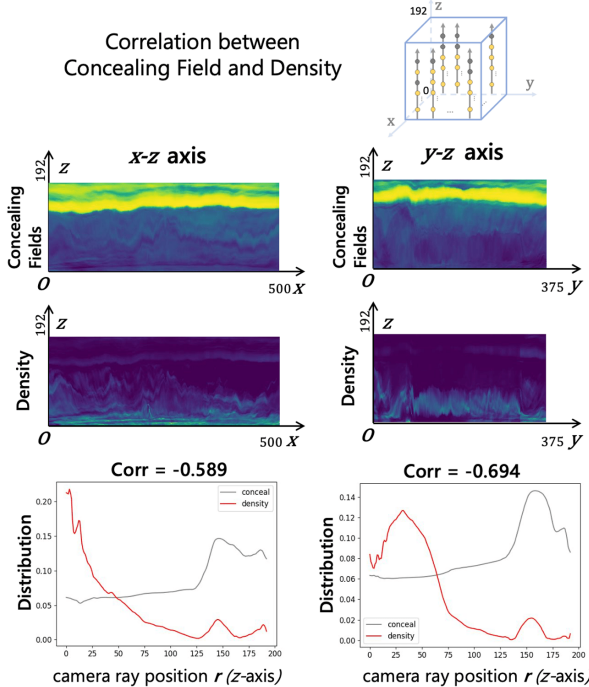 Correlation between
Concealing Field and Density
192
z
0
y
x
...
x-z axis
y-z axis
192
z
Concealing
Fields
O
500 x
192
z
Concealing
Fields
O
375 y
192
z
Density
O
500 x
192
z
Density
O
375 y
Corr = -0.589
conceal
density
Distribution
0.20
0.15
0.10
0.05
0.00
0 25 50 75 100 125 150 175 200
camera ray position r (z-axis)
Corr = -0.694
conceal
density
Distribution
0.14
0.12
0.10
0.08
0.06
0.04
0.02
0.00
0 25 50 75 100 125 150 175 200
camera ray position r (z-axis)